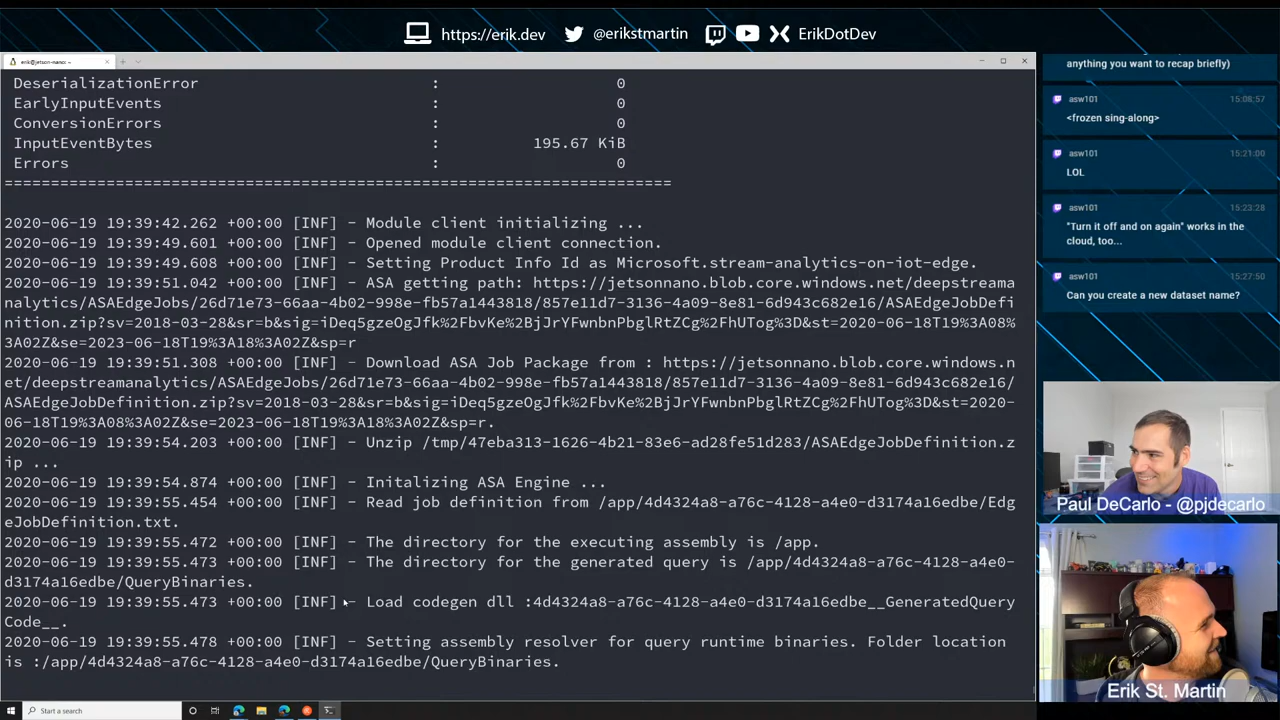 https://erik.dev @erikstmartin ErikDotDev
erik@jetson-nano: ~
DeserializationError : 0
EarlyInputEvents : 0
ConversionErrors : 0
InputEventBytes : 195.67 KiB
Errors : 0
======================================================================================
2020-06-19 19:39:42.262 +00:00 [INF] - Module client initializing ...
2020-06-19 19:39:49.601 +00:00 [INF] - Opened module client connection.
2020-06-19 19:39:49.608 +00:00 [INF] - Setting Product Info Id as Microsoft.stream-analytics-on-iot-edge.
2020-06-19 19:39:51.042 +00:00 [INF] - ASA getting path: https://jetsonnano.blob.core.windows.net/deepstreama
nalytics/ASAEdgeJobs/26d71e73-66aa-4b02-998e-fb57a1443818/857e11d7-3136-4a09-8e81-6d943c682e16/ASAEdgeJobDefi
nition.zip?sv=2018-03-28&sr=b&sig=iDeq5gzeOgJfk%2FbvKe%2BjJrYFwnbnPbglRtZCg%2FhUTog%3D&st=2020-06-18T19%3A08%
3A02Z&se=2023-06-18T19%3A18%3A02Z&sp=r
2020-06-19 19:39:51.308 +00:00 [INF] - Download ASA Job Package from : https://jetsonnano.blob.core.windows.n
et/deepstreamanalytics/ASAEdgeJobs/26d71e73-66aa-4b02-998e-fb57a1443818/857e11d7-3136-4a09-8e81-6d943c682e16/
ASAEdgeJobDefinition.zip?sv=2018-03-28&sr=b&sig=iDeq5gzeOgJfk%2FbvKe%2BjJrYFwnbnPbglRtZCg%2FhUTog%3D&st=2020-
06-18T19%3A08%3A02Z&se=2023-06-18T19%3A18%3A02Z&sp=r.
2020-06-19 19:39:54.203 +00:00 [INF] - Unzip /tmp/47eba313-1626-4b21-83e6-ad28fe51d283/ASAEdgeJobDefinition.z
ip ...
2020-06-19 19:39:54.874 +00:00 [INF] - Initalizing ASA Engine ...
2020-06-19 19:39:55.454 +00:00 [INF] - Read job definition from /app/4d4324a8-a76c-4128-a4e0-d3174a16edbe/Edg
eJobDefinition.txt.
2020-06-19 19:39:55.472 +00:00 [INF] - The directory for the executing assembly is /app.
2020-06-19 19:39:55.473 +00:00 [INF] - The directory for the generated query is /app/4d4324a8-a76c-4128-a4e0-
d3174a16edbe/QueryBinaries.
2020-06-19 19:39:55.473 +00:00 [INF] - Load codegen dll :4d4324a8-a76c-4128-a4e0-d3174a16edbe__GeneratedQuery
Code__.
2020-06-19 19:39:55.478 +00:00 [INF] - Setting assembly resolver for query runtime binaries. Folder location
is :/app/4d4324a8-a76c-4128-a4e0-d3174a16edbe/QueryBinaries.
Start a search
anything you want to recap briefly)
asw101 15:08:57
<frozen sing-along>
asw101 15:21:00
LOL
asw101 15:23:28
"Turn it off and on again" works in the
cloud, too...
asw101 15:27:50
Can you create a new dataset name?
Paul DeCarlo - @pjdecarlo
Erik St. Martin